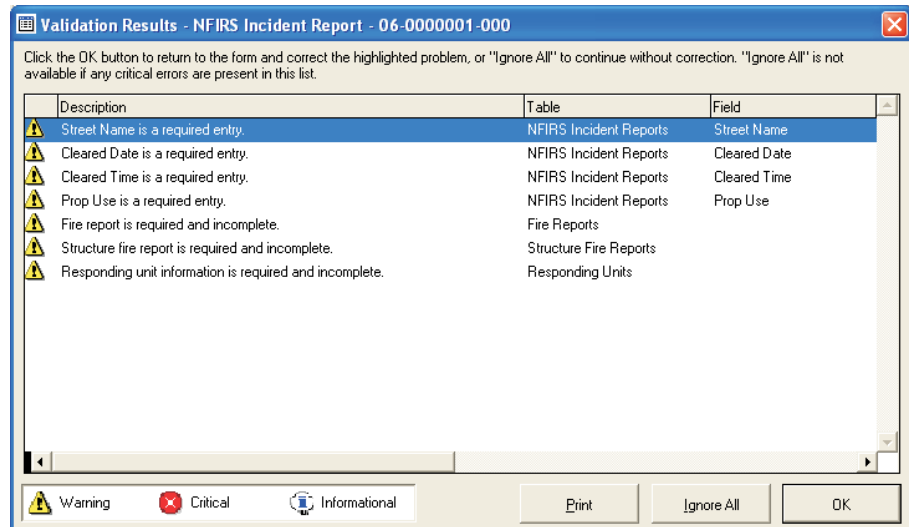 Validation Results - NFIRS Incident Report - 06-0000001-000
Click the OK button to return to the form and correct the highlighted problem, or "Ignore All" to continue without correction. "Ignore All" is not
available if any critical errors are present in this list.
Description Table Field
Street Name is a required entry. NFIRS Incident Reports Street Name
Cleared Date is a required entry. NFIRS Incident Reports Cleared Date
Cleared Time is a required entry. NFIRS Incident Reports Cleared Time
Prop Use is a required entry. NFIRS Incident Reports Prop Use
Fire report is required and incomplete. Fire Reports
Structure fire report is required and incomplete. Structure Fire Reports
Responding unit information is required and incomplete. Responding Units
Warning Critical Informational Print Ignore All OK